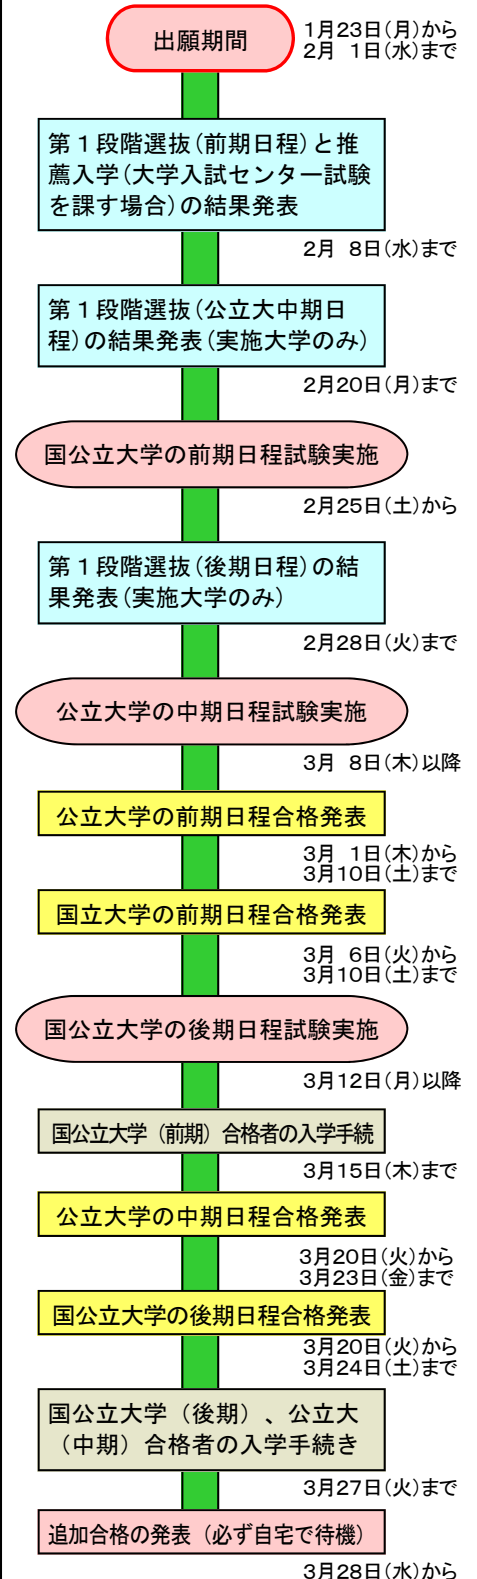 出願期間
1月23日(月)から
2月 1日(水)まで
第１段階選抜(前期日程)と推
薦入学(大学入試センター試験
を課す場合)の結果発表
2月 8日(水)まで
第１段階選抜(公立大中期日
程)の結果発表(実施大学のみ)
2月20日(月)まで
国公立大学の前期日程試験実施
2月25日(土)から
第１段階選抜(後期日程)の結
果発表(実施大学のみ)
2月28日(火)まで
公立大学の中期日程試験実施
3月 8日(木)以降
公立大学の前期日程合格発表
3月 1日(木)から
3月10日(土)まで
国立大学の前期日程合格発表
3月 6日(火)から
3月10日(土)まで
国公立大学の後期日程試験実施
3月12日(月)以降
国公立大学（前期）合格者の入学手続
3月15日(木)まで
公立大学の中期日程合格発表
3月20日(火)から
3月23日(金)まで
国公立大学の後期日程合格発表
3月20日(火)から
3月24日(土)まで
国公立大学（後期）、公立大
（中期）合格者の入学手続き
3月27日(火)まで
追加合格の発表（必ず自宅で待機）
3月28日(水)から